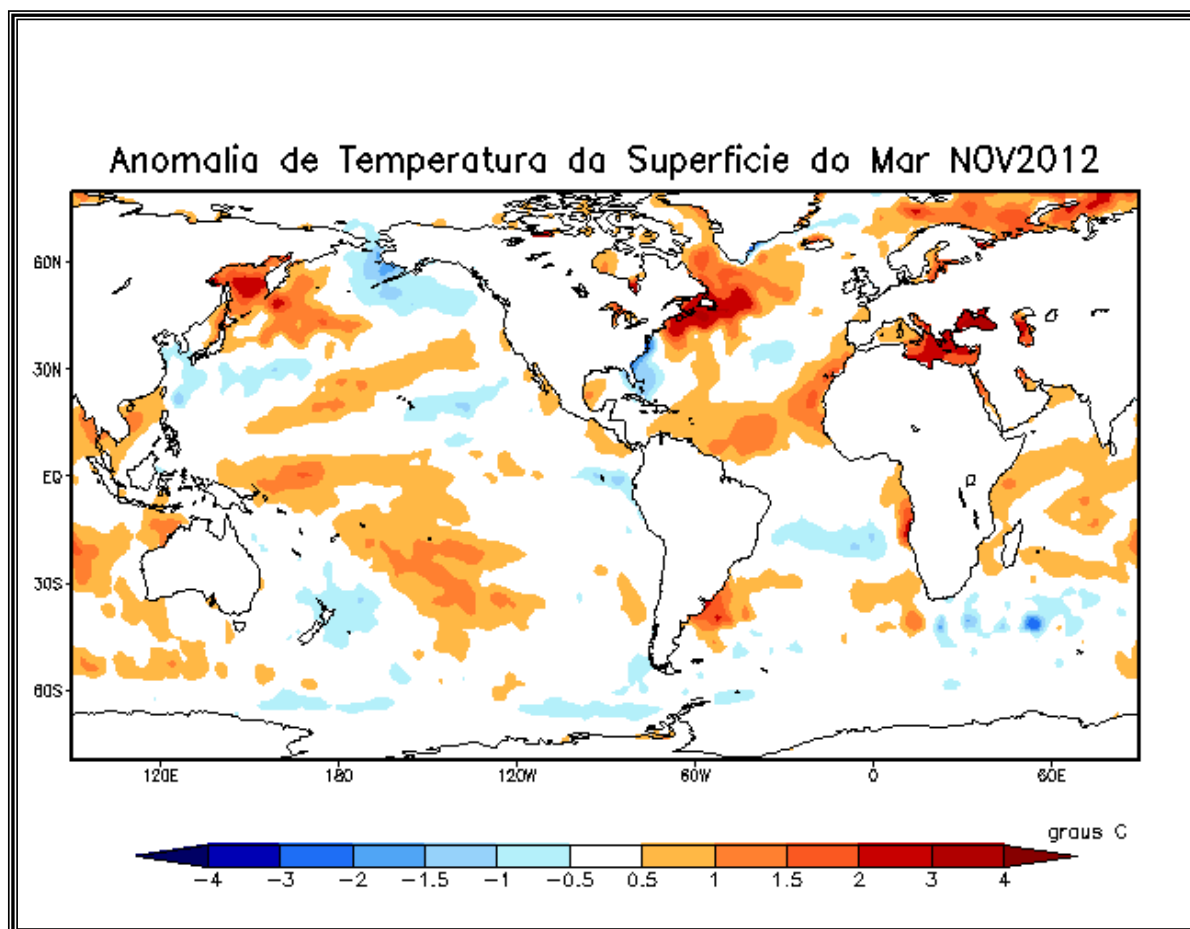 Anomalia de Temperatura da Superficie do Mar NOV2012
60N
30N
EQ
30S
60S
120E 180 120W 60W 0 60E
graus C
−4 −3 −2 −1.5 −1 −0.5 0.5 1 1.5 2 3 4